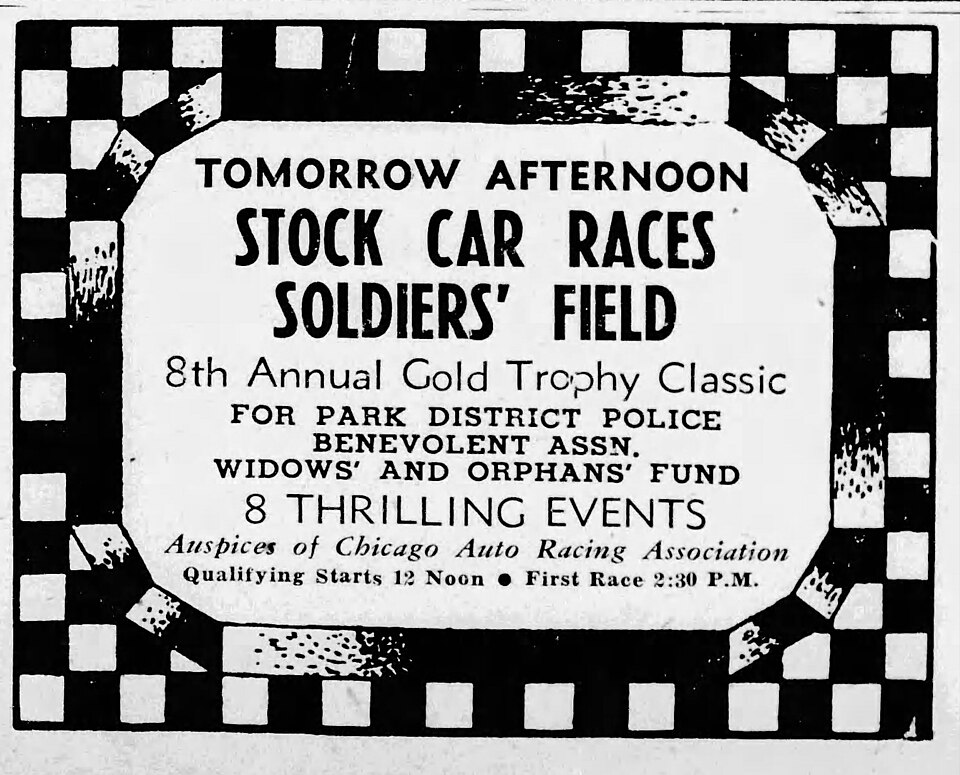 TOMORROW AFTERNOON
STOCK CAR RACES
SOLDIERS' FIELD
8th Annual Gold Trophy Classic
FOR PARK DISTRICT POLICE
BENEVOLENT ASSN.
WIDOWS' AND ORPHANS' FUND
8 THRILLING EVENTS
Auspices of Chicago Auto Racing Association
Qualifying Starts 12 Noon ● First Race 2:30 P.M.